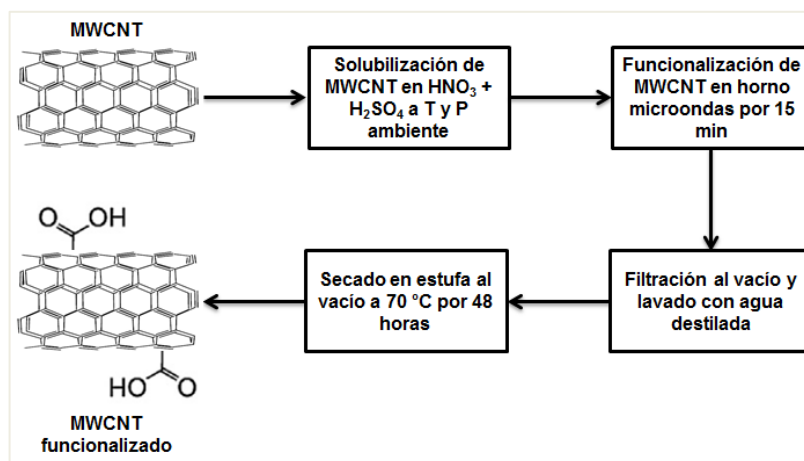 MWCNT
Solubilización de
MWCNT en HNO₃ +
H₂SO₄ a T y P
ambiente
Funcionalización de
MWCNT en horno
microondas por 15
min
Filtración al vacío y
lavado con agua
destilada
Secado en estufa al
vacío a 70 °C por 48
horas
O OH
HO O
MWCNT
funcionalizado